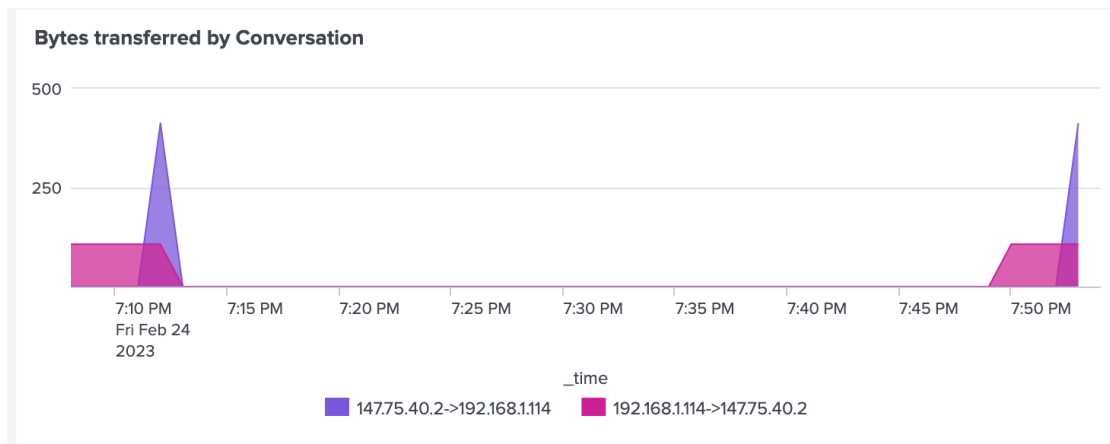 Bytes transferred by Conversation
500
250
7:10 PM 7:15 PM 7:20 PM 7:25 PM 7:30 PM 7:35 PM 7:40 PM 7:45 PM 7:50 PM
Fri Feb 24
2023
_time
147.75.40.2->192.168.1.114 192.168.1.114->147.75.40.2